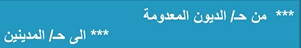 *** من حـ/ الديون المعدومة
*** الى حـ/ المدينين